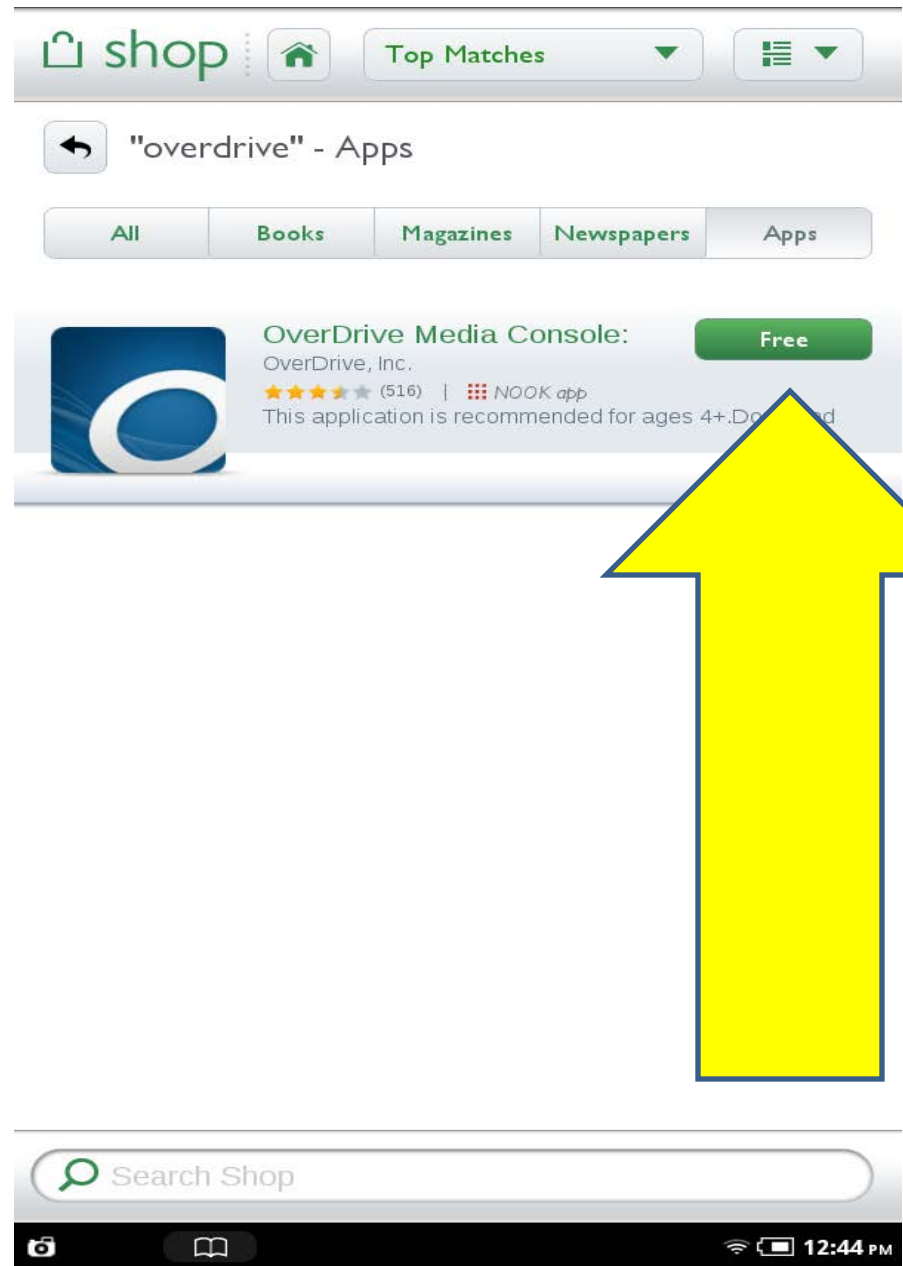 shop Top Matches
"overdrive" - Apps
All Books Magazines Newspapers Apps
OverDrive Media Console: Free
OverDrive, Inc.
(516) | NOOK app
This application is recommended for ages 4+.
Search Shop
12:44 PM